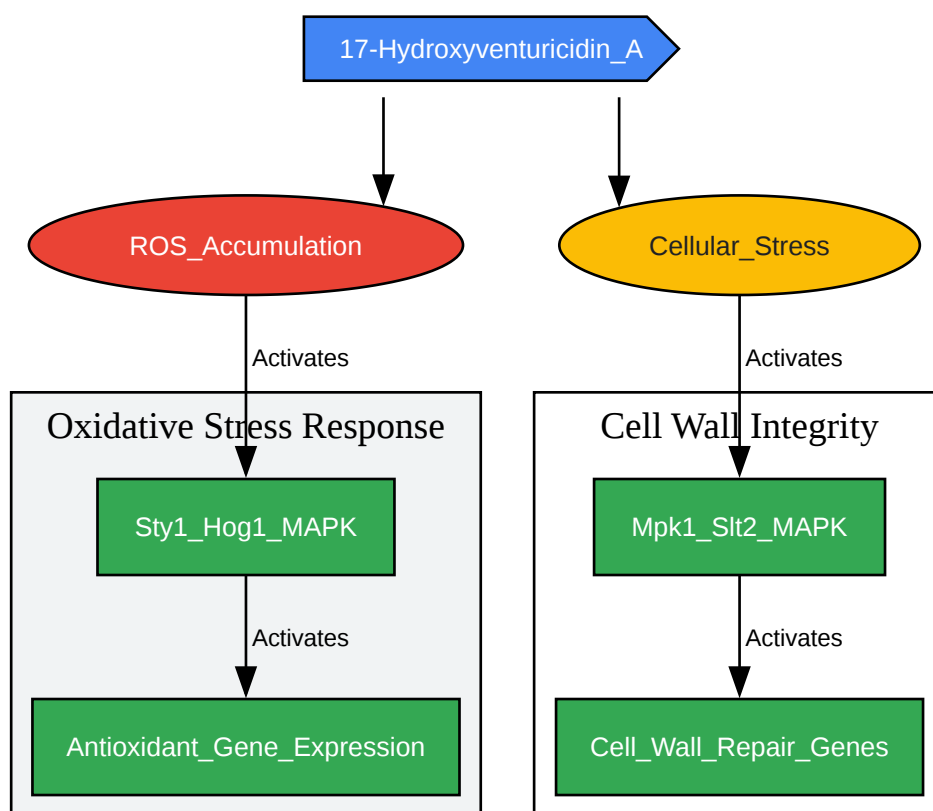 17-Hydroxyventuricidin_A
ROS_Accumulation
Cellular_Stress
Activates
Activates
Oxidative Stress Response
Cell Wall Integrity
Sty1_Hog1_MAPK
Mpk1_Slt2_MAPK
Activates
Activates
Antioxidant_Gene_Expression
Cell_Wall_Repair_Genes